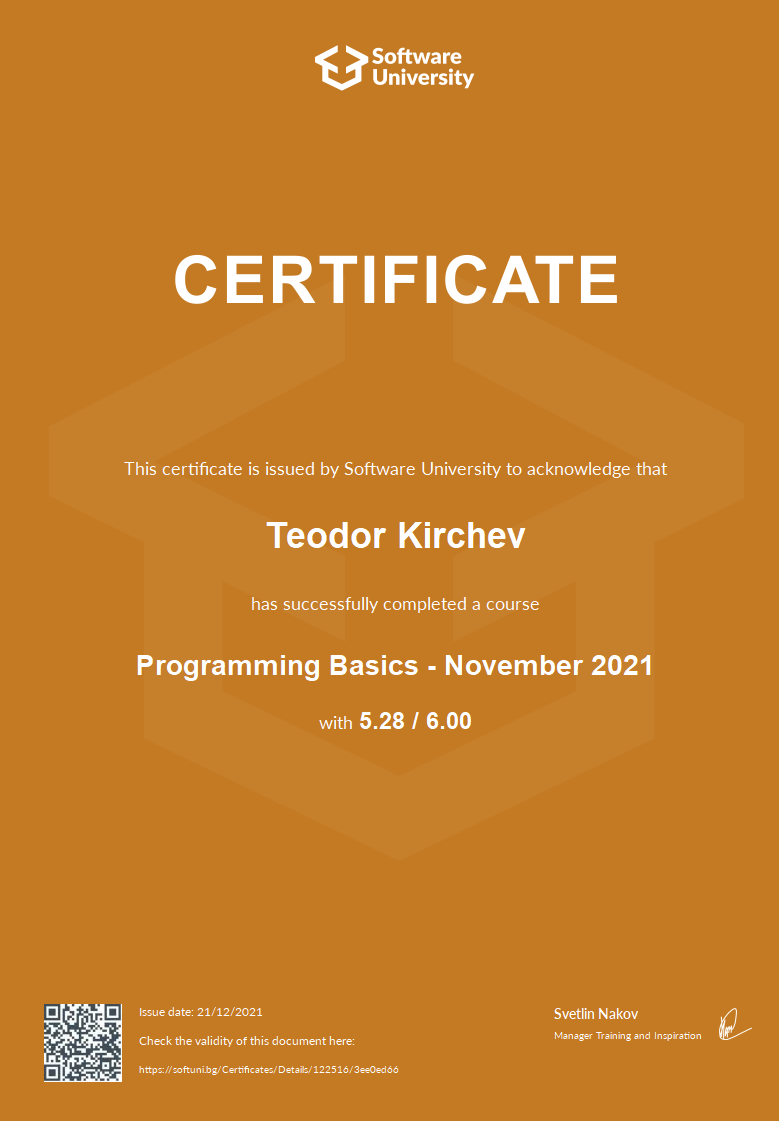 Software
University
CERTIFICATE
This certificate is issued by Software University to acknowledge that
Teodor Kirchev
has successfully completed a course
Programming Basics - November 2021
with 5.28 / 6.00
Issue date: 21/12/2021
Check the validity of this document here:
https://softuni.bg/Certificates/Details/122516/3ee0ed66
Svetlin Nakov
Manager Training and Inspiration